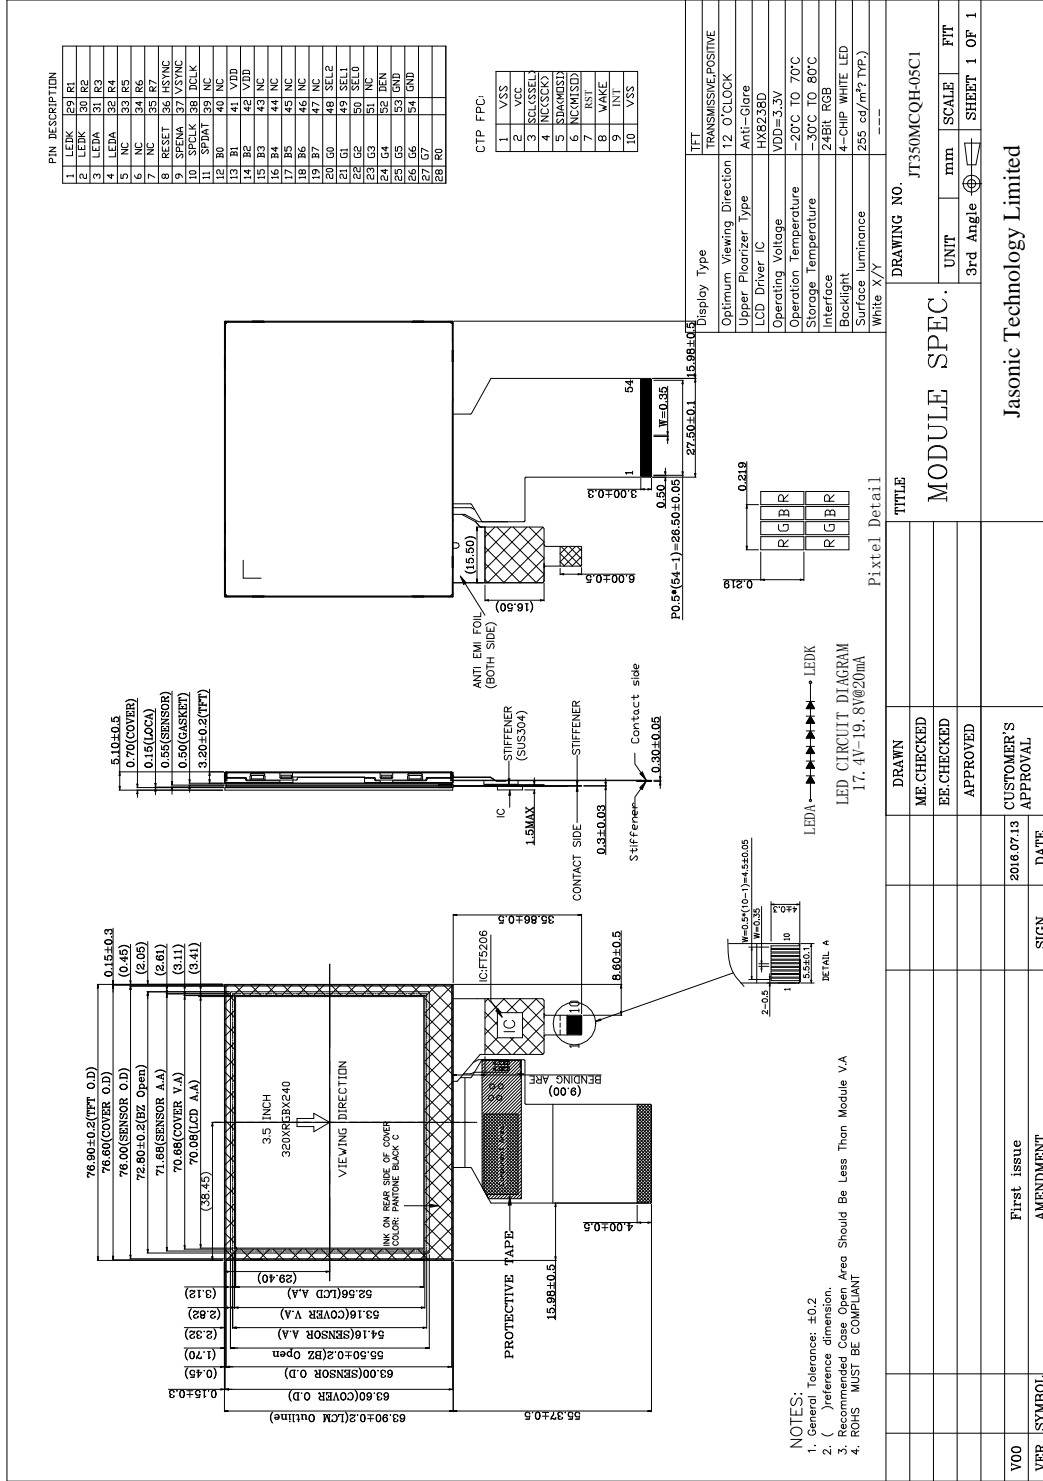 PIN DESCRIPTION
1 LEDK 29 R1
2 LEDK 30 R2
3 LEDA 31 R3
4 LEDA 32 R4
5 NC 33 R5
6 NC 34 R6
7 NC 35 R7
8 RESET 36 HSYNC
9 SPENA 37 VSYNC
10 SPCLK 38 DCLK
11 SPDAT 39 NC
12 B0 40 NC
13 B1 41 VDD
14 B2 42 VDD
15 B3 43 NC
16 B4 44 NC
17 B5 45 NC
18 B6 46 NC
19 B7 47 NC
20 G0 48 SEL2
21 G1 49 SEL1
22 G2 50 SEL0
23 G3 51 NC
24 G4 52 DEN
25 G5 53 GND
26 G6 54 GND
27 G7
28 R0
CTP FPC:
1 VSS
2 VCC
3 SCL(SSEL)
4 NC(SCK)
5 SDA(MOSI)
6 NC(MISO)
7 RST
8 WAKE
9 INT
10 VSS
76.90±0.2(TFT O.D)
76.60(COVER O.D)
76.00(SENSOR O.D)
72.80±0.2(BZ Open)
71.68(SENSOR A.A)
70.68(COVER V.A)
70.08(LCD A.A)
(38.45)
0.15±0.3
(0.45)
(2.05)
(2.61)
(3.11)
(3.41)
63.90±0.2(LCM Outline)
63.60(COVER O.D)
63.00(SENSOR O.D)
55.50±0.2(BZ Open)
54.16(SENSOR A.A)
53.16(COVER V.A)
52.56(LCD A.A)
(29.40)
0.15±0.3
(0.45)
(1.70)
(2.32)
(2.82)
(3.12)
3.5 INCH
320XRGBX240
VIEWING DIRECTION
INK ON REAR SIDE OF COVER
COLOR: PANTONE BLACK C
55.37±0.5
35.86±0.5
8.60±0.5
IC:FT5206
IC
1 10
BENDING ARE
(9.00)
PROTECTIVE TAPE
15.98±0.5
4.00±0.5
W=0.5*(10-1)=4.5±0.05
W=0.35
4±0.3
2-0.5
1 10
5.5±0.1
DETAIL A
5.10±0.5
0.70(COVER)
0.15(LOCA)
0.55(SENSOR)
0.50(GASKET)
3.20±0.2(TFT)
IC
STIFFENER
(SUS304)
1.5MAX
STIFFENER
CONTACT SIDE
0.3±0.03
Stiffener
Contact side
0.30±0.05
ANTI EMI FOIL
(BOTH SIDE)
(15.50)
(16.50)
6.00±0.5
3.00±0.3
1 54
W=0.35
0.50
P0.5*(54-1)=26.50±0.05
27.50±0.1
15.98±0.5
LEDA LEDK
LED CIRCUIT DIAGRAM
17.4V-19.8V@20mA
0.219
0.219
R G B R
R G B R
Pixtel Detail
Display Type TFT
TRANSMISSIVE,POSITIVE
Optimum Viewing Direction 12 O'CLOCK
Upper Ploarizer Type Anti-Glare
LCD Driver IC HX8238D
Operating Voltage VDD=3.3V
Operation Temperature -20°C TO 70°C
Storage Temperature -30°C TO 80°C
Interface 24Bit RGB
Backlight 4-CHIP WHITE LED
Surface luminance 255 cd/m²(TYP.)
White X/Y ---
NOTES:
1. General Tolerance: ±0.2
2. ( )reference dimension.
3. Recommended Case Open Area Should Be Less Than Module V.A
4. ROHS MUST BE COMPLIANT
DRAWN
ME.CHECKED
EE.CHECKED
APPROVED
CUSTOMER'S
APPROVAL
TITLE
MODULE SPEC.
DRAWING NO.
JT350MCQH-05C1
UNIT mm SCALE FIT
3rd Angle SHEET 1 OF 1
Jasonic Technology Limited
V00 First issue 2016.07.13
VER SYMBOL AMENDMENT SIGN DATE